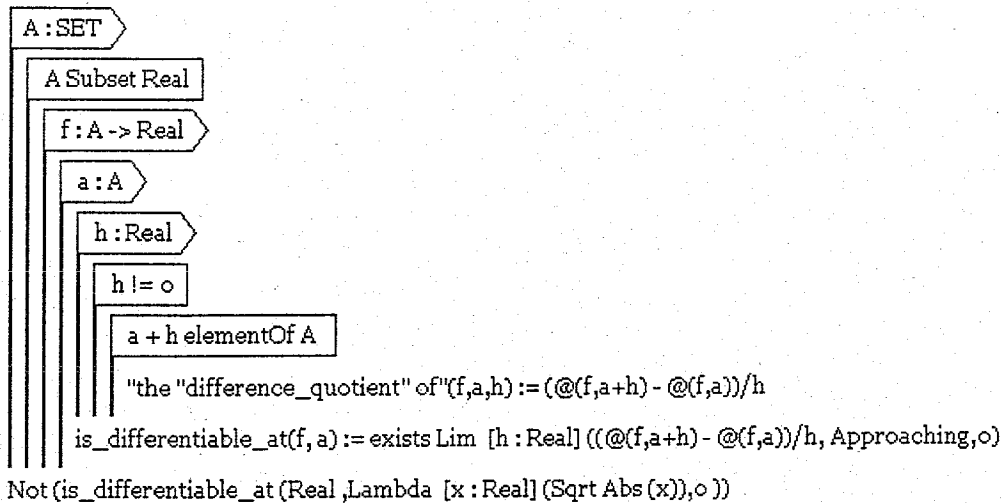 A : SET
A Subset Real
f : A -> Real
a : A
h : Real
h != o
a + h elementOf A
"the "difference_quotient" of"(f,a,h) := (@(f,a+h) - @(f,a))/h
is_differentiable_at(f, a) := exists Lim [h : Real] ((@(f,a+h) - @(f,a))/h, Approaching,o)
Not (is_differentiable_at (Real ,Lambda [x : Real] (Sqrt Abs (x)),o ))